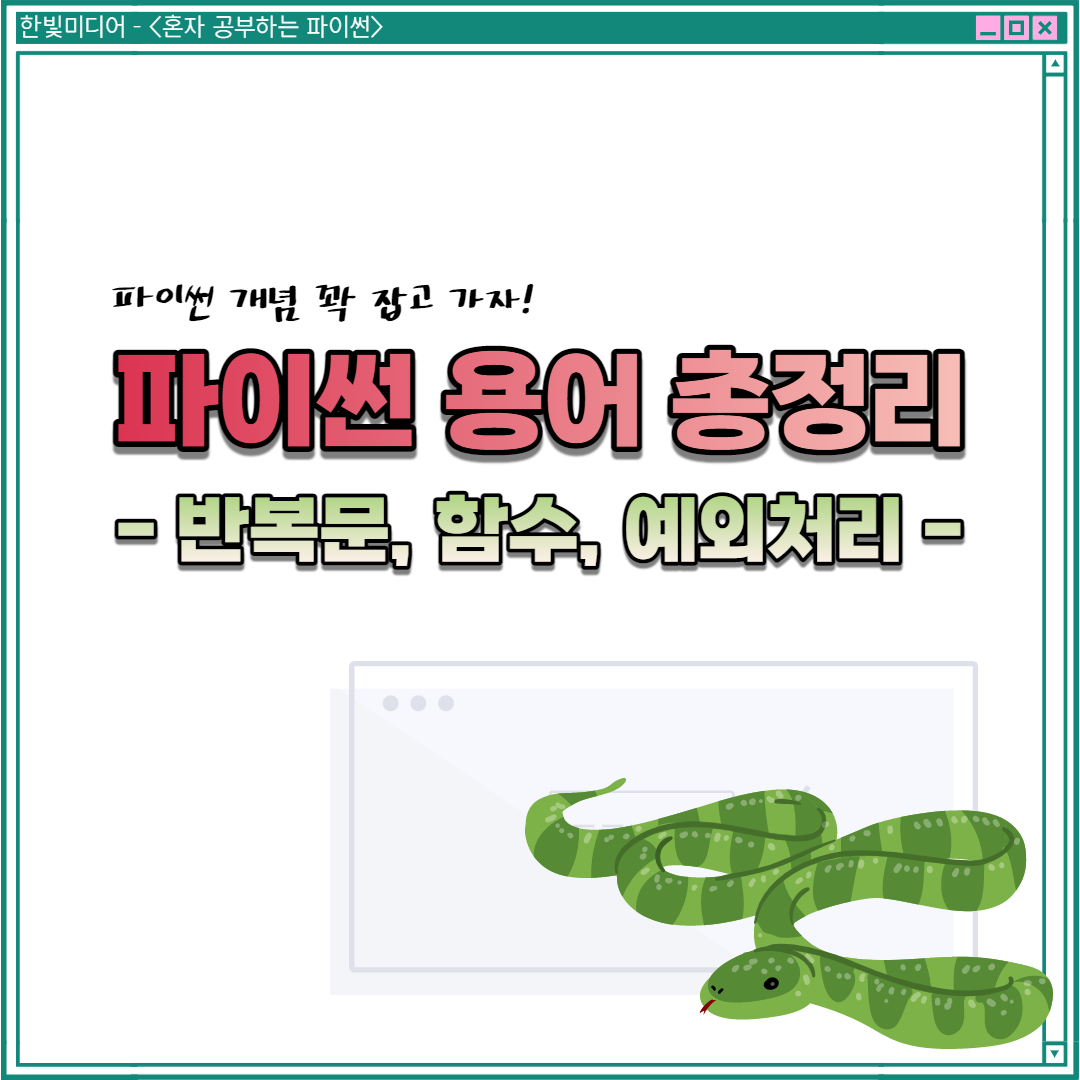 한빛미디어 - <혼자 공부하는 파이썬>
파이썬 개념 꽉 잡고 가자!
파이썬 용어 총정리
- 반복문, 함수, 예외처리 -